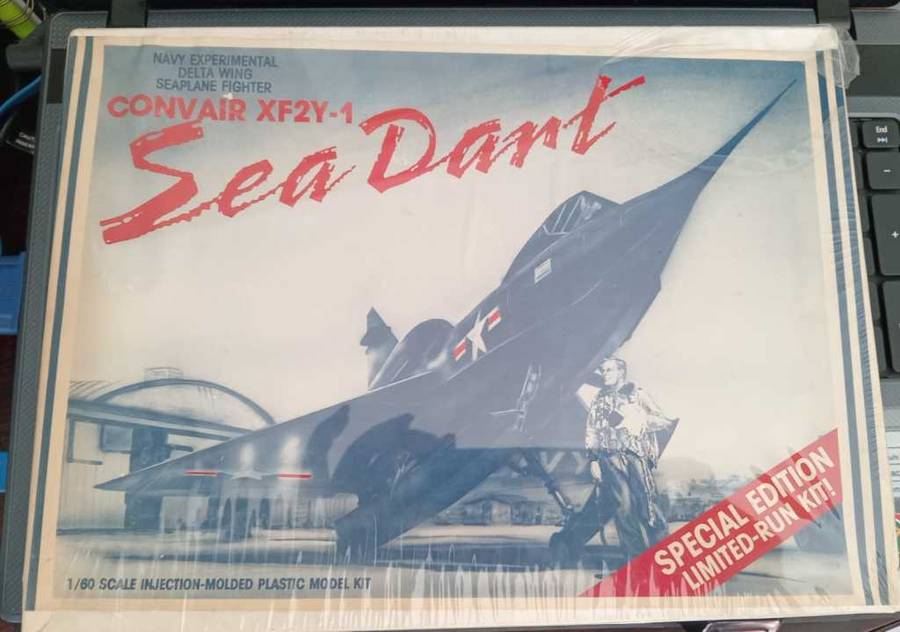 NAVY EXPERIMENTAL
DELTA WING
SEAPLANE FIGHTER
CONVAIR XF2Y-1
Sea Dart
SPECIAL EDITION
LIMITED-RUN KIT!
1/60 SCALE INJECTION-MOLDED PLASTIC MODEL KIT
End
-
+